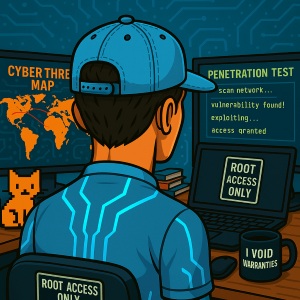 CYBER THRE
MAP
PENETRATION TEST
scan network...
vulnerability found!
exploiting...
access granted
ROOT
ACCESS
ONLY
I VOID
WARRANTIES
ROOT ACCESS
ONLY